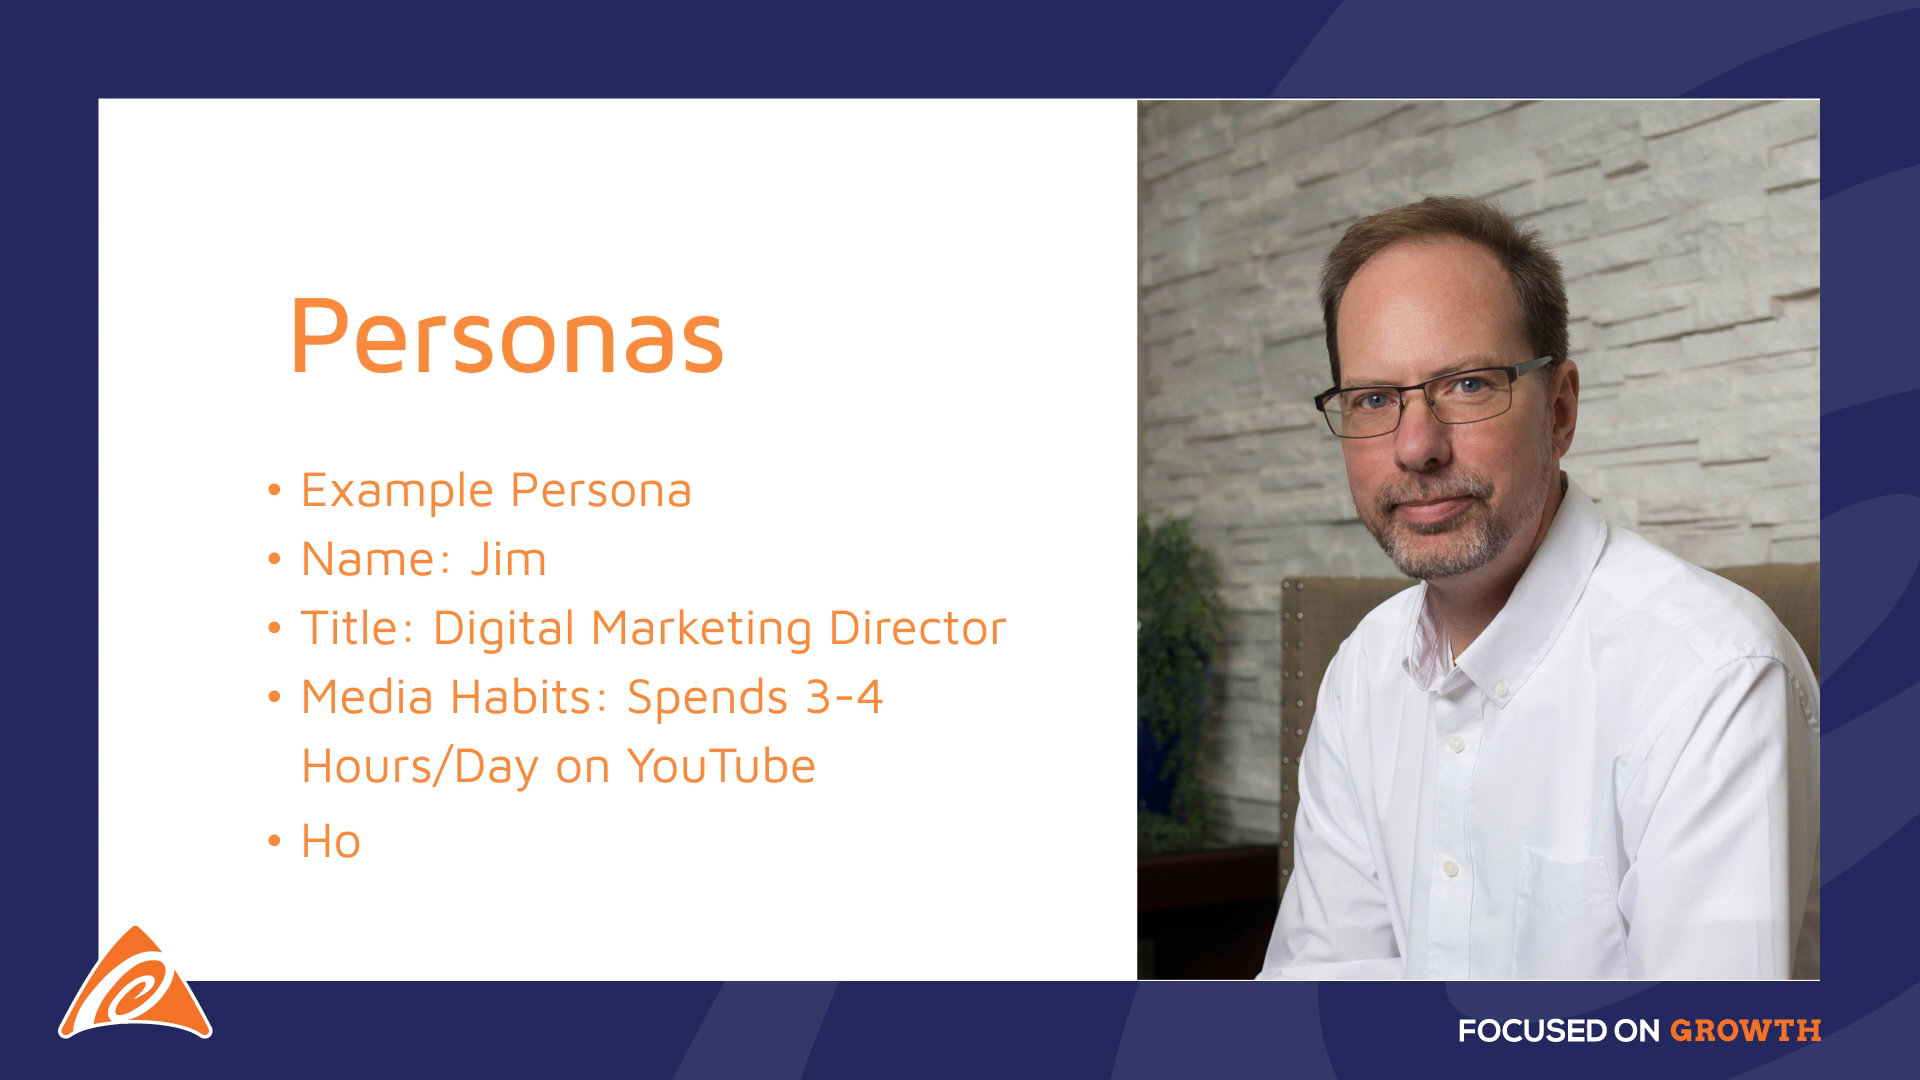 Personas
• Example Persona
• Name: Jim
• Title: Digital Marketing Director
• Media Habits: Spends 3-4
Hours/Day on YouTube
• Ho
FOCUSED ON GROWTH